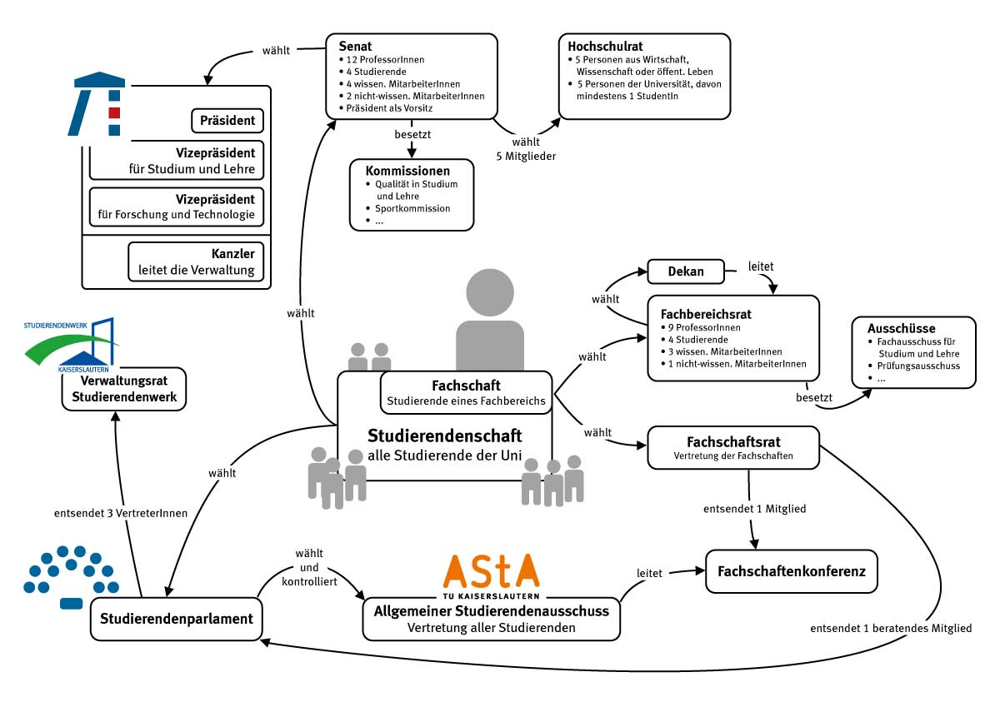 wählt
Senat
• 12 ProfessorInnen
• 4 Studierende
• 4 wissen. MitarbeiterInnen
• 2 nicht-wissen. MitarbeiterInnen
• Präsident als Vorsitz
Hochschulrat
• 5 Personen aus Wirtschaft,
Wissenschaft oder öffent. Leben
• 5 Personen der Universität, davon
mindestens 1 StudentIn
Präsident
Vizepräsident
für Studium und Lehre
Vizepräsident
für Forschung und Technologie
Kanzler
leitet die Verwaltung
besetzt
wählt
5 Mitglieder
Kommissionen
• Qualität in Studium
und Lehre
• Sportkommission
• ...
wählt
Dekan
leitet
wählt
Fachbereichsrat
• 9 ProfessorInnen
• 4 Studierende
• 3 wissen. MitarbeiterInnen
• 1 nicht-wissen. MitarbeiterInnen
Ausschüsse
• Fachausschuss für
Studium und Lehre
• Prüfungsausschuss
• ...
besetzt
STUDIERENDENWERK
KAISERSLAUTERN
Verwaltungsrat
Studierendenwerk
Fachschaft
Studierende eines Fachbereichs
Studierendenschaft
alle Studierende der Uni
wählt
wählt
Fachschaftsrat
Vertretung der Fachschaften
wählt
entsendet 3 VertreterInnen
entsendet 1 Mitglied
wählt
und
kontrolliert
AStA
TU KAISERSLAUTERN
leitet
Fachschaftenkonferenz
Studierendenparlament
Allgemeiner Studierendenausschuss
Vertretung aller Studierenden
entsendet 1 beratendes Mitglied